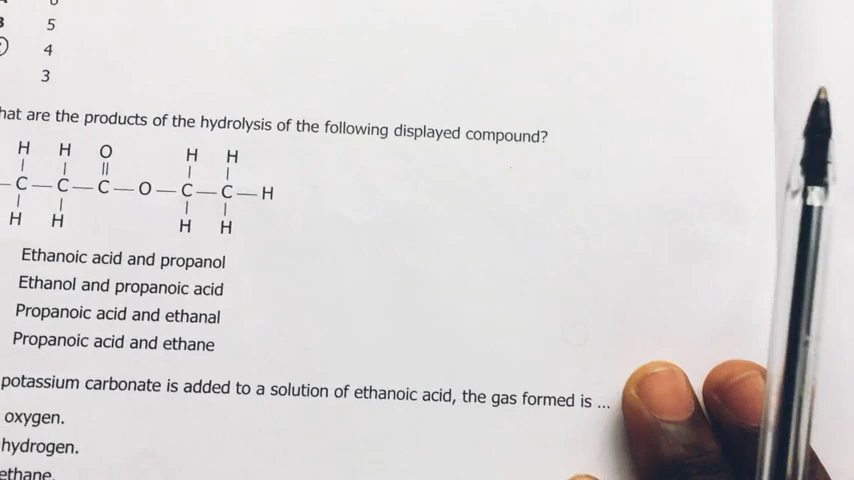 5
4
3
hat are the products of the hydrolysis of the following displayed compound?
H H O H H
C — C — C — O — C — C — H
H H H H
Ethanoic acid and propanol
Ethanol and propanoic acid
Propanoic acid and ethanal
Propanoic acid and ethane
potassium carbonate is added to a solution of ethanoic acid, the gas formed is ...
oxygen.
hydrogen.
ethane.